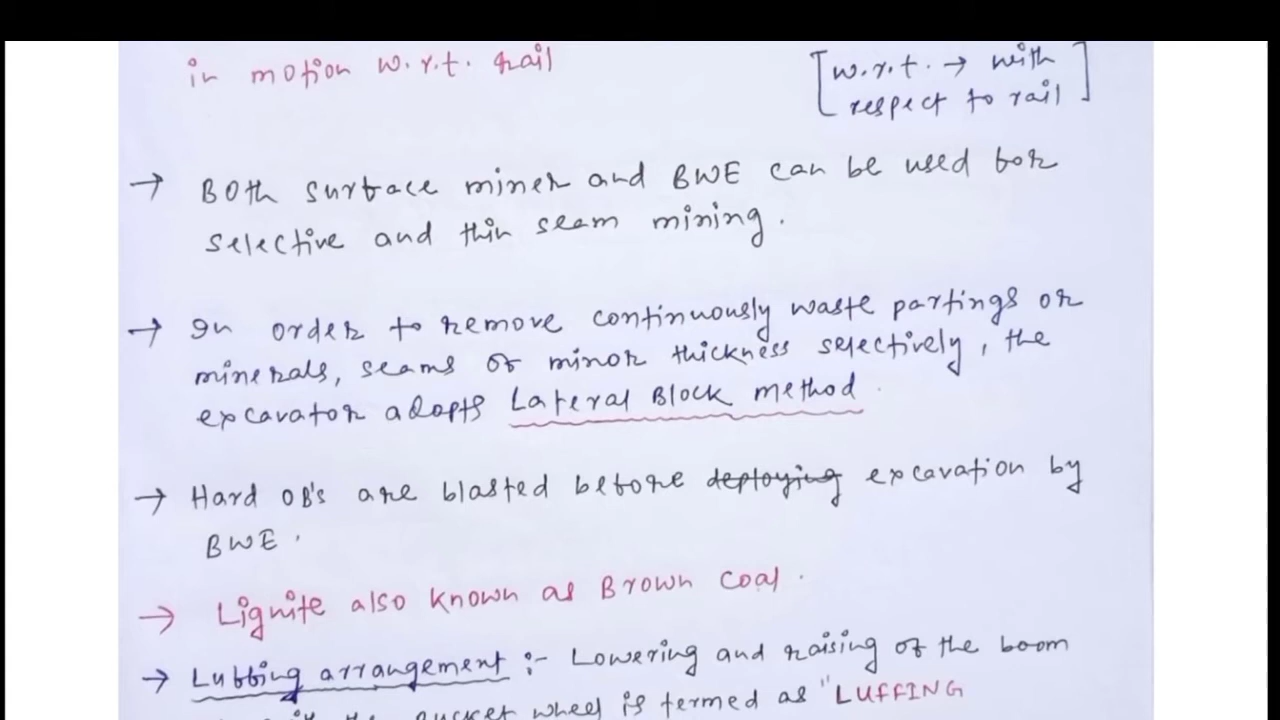 in motion w.r.t. rail
[w.r.t. → with
respect to rail]
→ Both surface miner and BWE can be used for
selective and thin seam mining.
→ In order to remove continuously waste partings or
minerals, seams of minor thickness selectively, the
excavator adopts Lateral Block method.
→ Hard OB's are blasted before deploying excavation by
BWE.
→ Lignite also known as Brown coal.
→ Luffing arrangement :- Lowering and raising of the boom
the bucket wheel is termed as "LUFFING